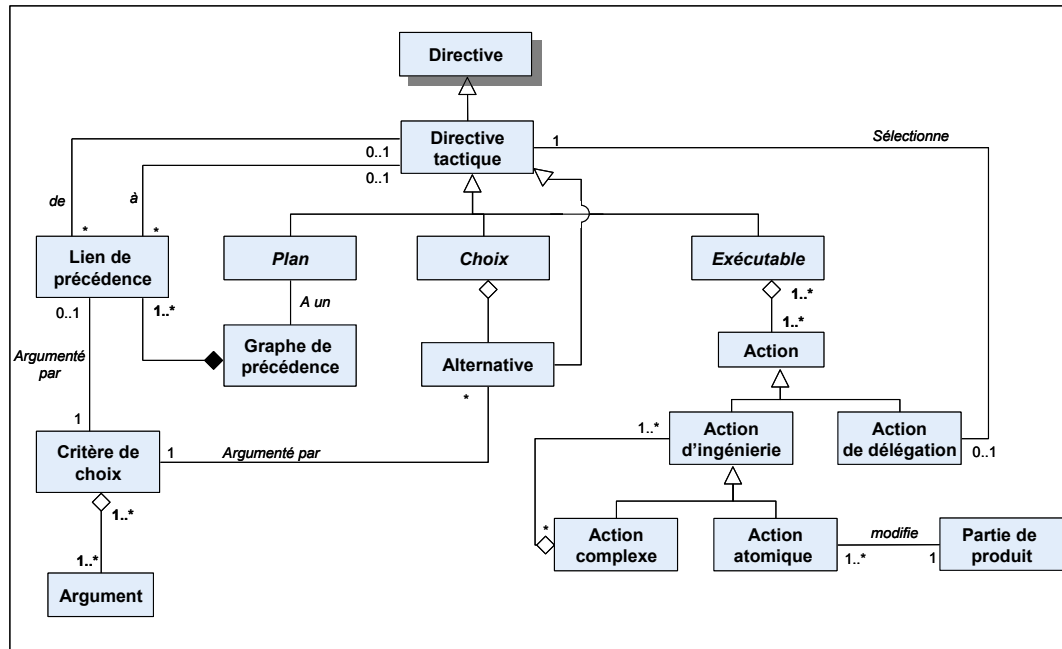 Directive
Directive
tactique
1
Sélectionne
0..1
0..1
de
à
*
*
Lien de
précédence
Plan
Choix
Exécutable
0..1
1..*
A un
1..*
1..*
Argumenté
par
Graphe de
précédence
Alternative
Action
*
1
Critère de
choix
1
Argumenté par
1..*
Action
d'ingénierie
Action
de délégation
0..1
1..*
*
Action
complexe
Action
atomique
modifie
1..*
1
Partie de
produit
1..*
Argument